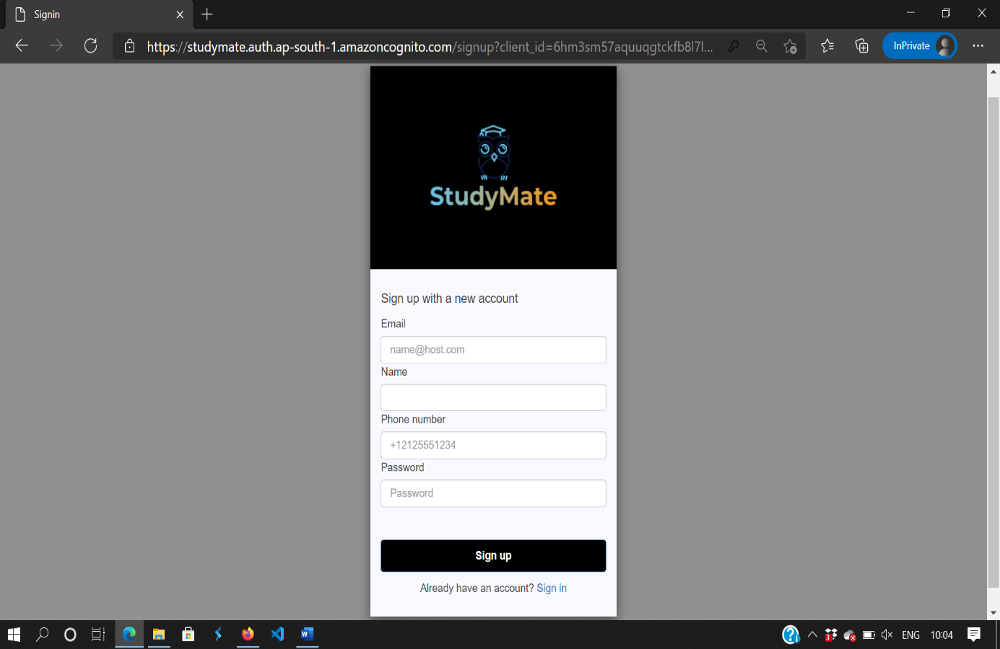 Signin
https://studymate.auth.ap-south-1.amazoncognito.com/signup?client_id=6hm3sm57aquuqgtckfb8l7l...
InPrivate
StudyMate
Sign up with a new account
Email
name@host.com
Name
Phone number
+12125551234
Password
Password
Sign up
Already have an account? Sign in
3
W
ENG
10:04